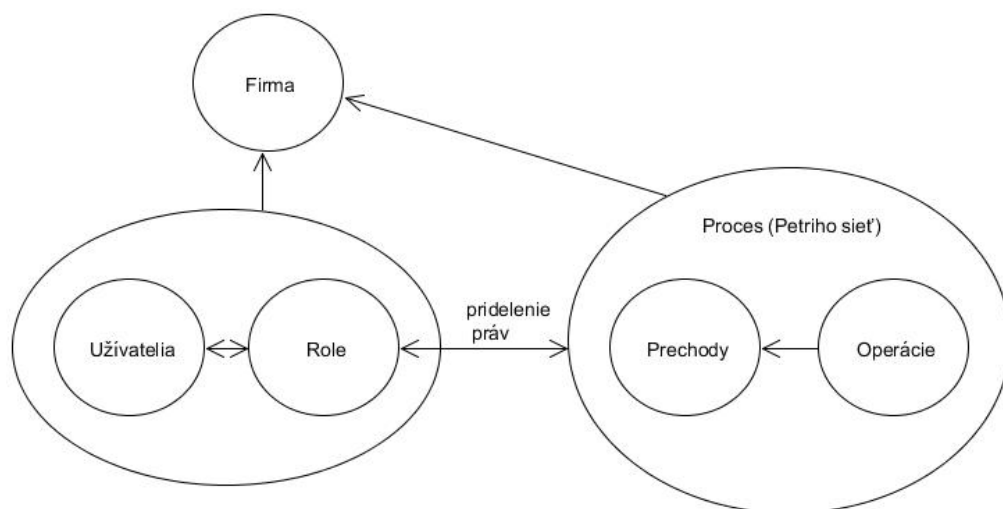 Firma
Proces (Petriho sieť)
pridelenie
práv
Užívatelia
Role
Prechody
Operácie